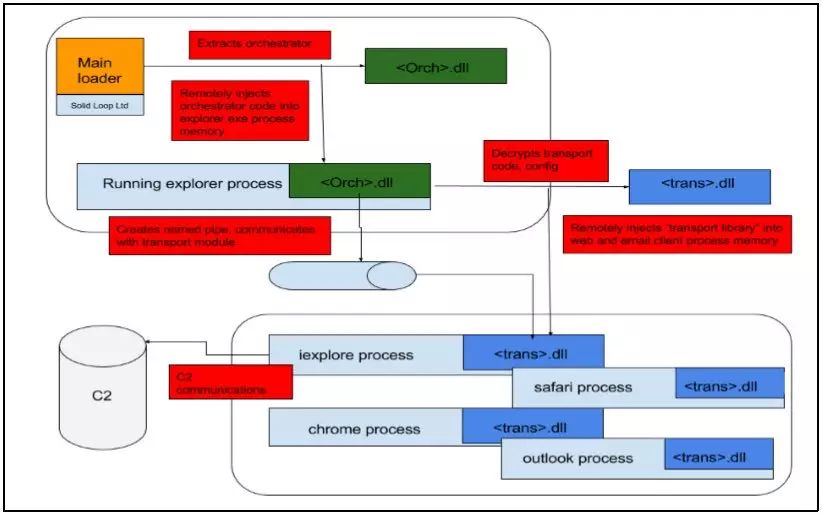 Extracts orchestrator
Main
loader
<Orch>.dll
Solid Loop Ltd
Remotely injects
orchestrator code into
explorer exe process
memory
Decrypts transport
code, config
Running explorer process
<Orch>.dll
<trans>.dll
Creates named pipe, communicates
with transport module
Remotely injects "transport library" into
web and email client process memory
iexplore process
<trans>.dll
C2
communications
safari process
<trans>.dll
C2
chrome process
<trans>.dll
outlook process
<trans>.dll